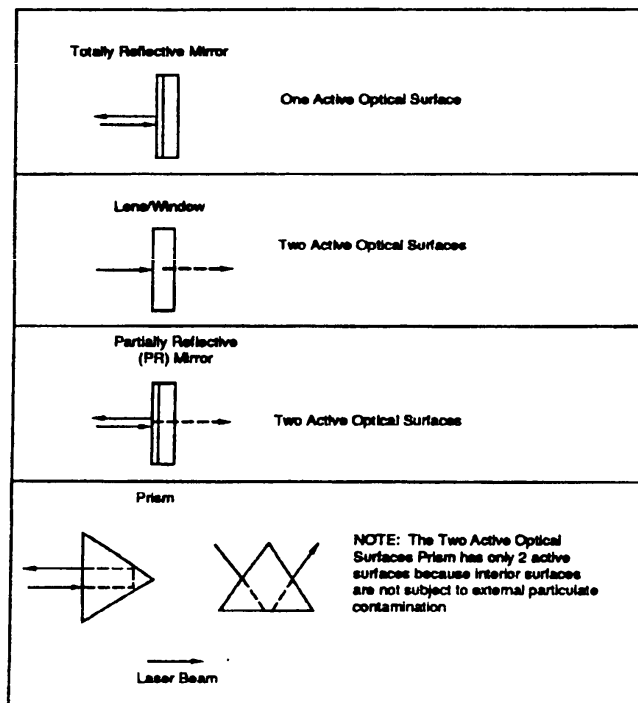 Totally Reflective Mirror
One Active Optical Surface
Lens/Window
Two Active Optical Surfaces
Partially Reflective
(PR) Mirror
Two Active Optical Surfaces
Prism
NOTE: The Two Active Optical
Surfaces Prism has only 2 active
surfaces because interior surfaces
are not subject to external particulate
contamination
Laser Beam